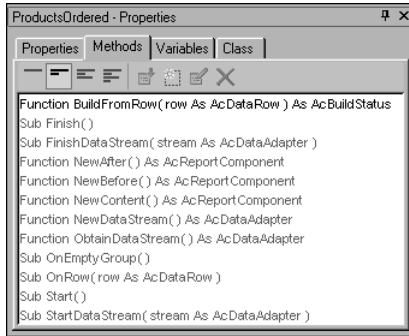 ProductsOrdered - Properties
Properties Methods Variables Class
Function BuildFromRow( row As AcDataRow ) As AcBuildStatus
Sub Finish( )
Sub FinishDataStream( stream As AcDataAdapter )
Function NewAfter( ) As AcReportComponent
Function NewBefore( ) As AcReportComponent
Function NewContent( ) As AcReportComponent
Function NewDataStream( ) As AcDataAdapter
Function ObtainDataStream( ) As AcDataAdapter
Sub OnEmptyGroup( )
Sub OnRow( row As AcDataRow )
Sub Start( )
Sub StartDataStream( stream As AcDataAdapter )